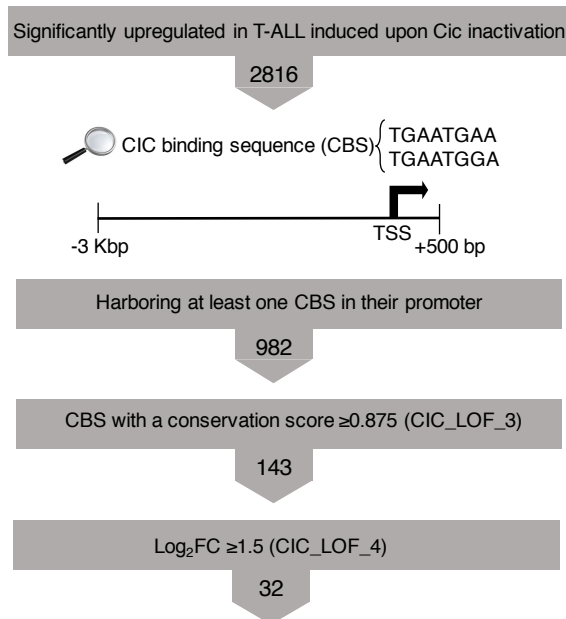 Significantly upregulated in T-ALL induced upon Cic inactivation
2816
CIC binding sequence (CBS)
TGAATGAA
TGAATGGA
-3 Kbp
TSS
+500 bp
Harboring at least one CBS in their promoter
982
CBS with a conservation score ≥0.875 (CIC_LOF_3)
143
Log₂FC ≥1.5 (CIC_LOF_4)
32